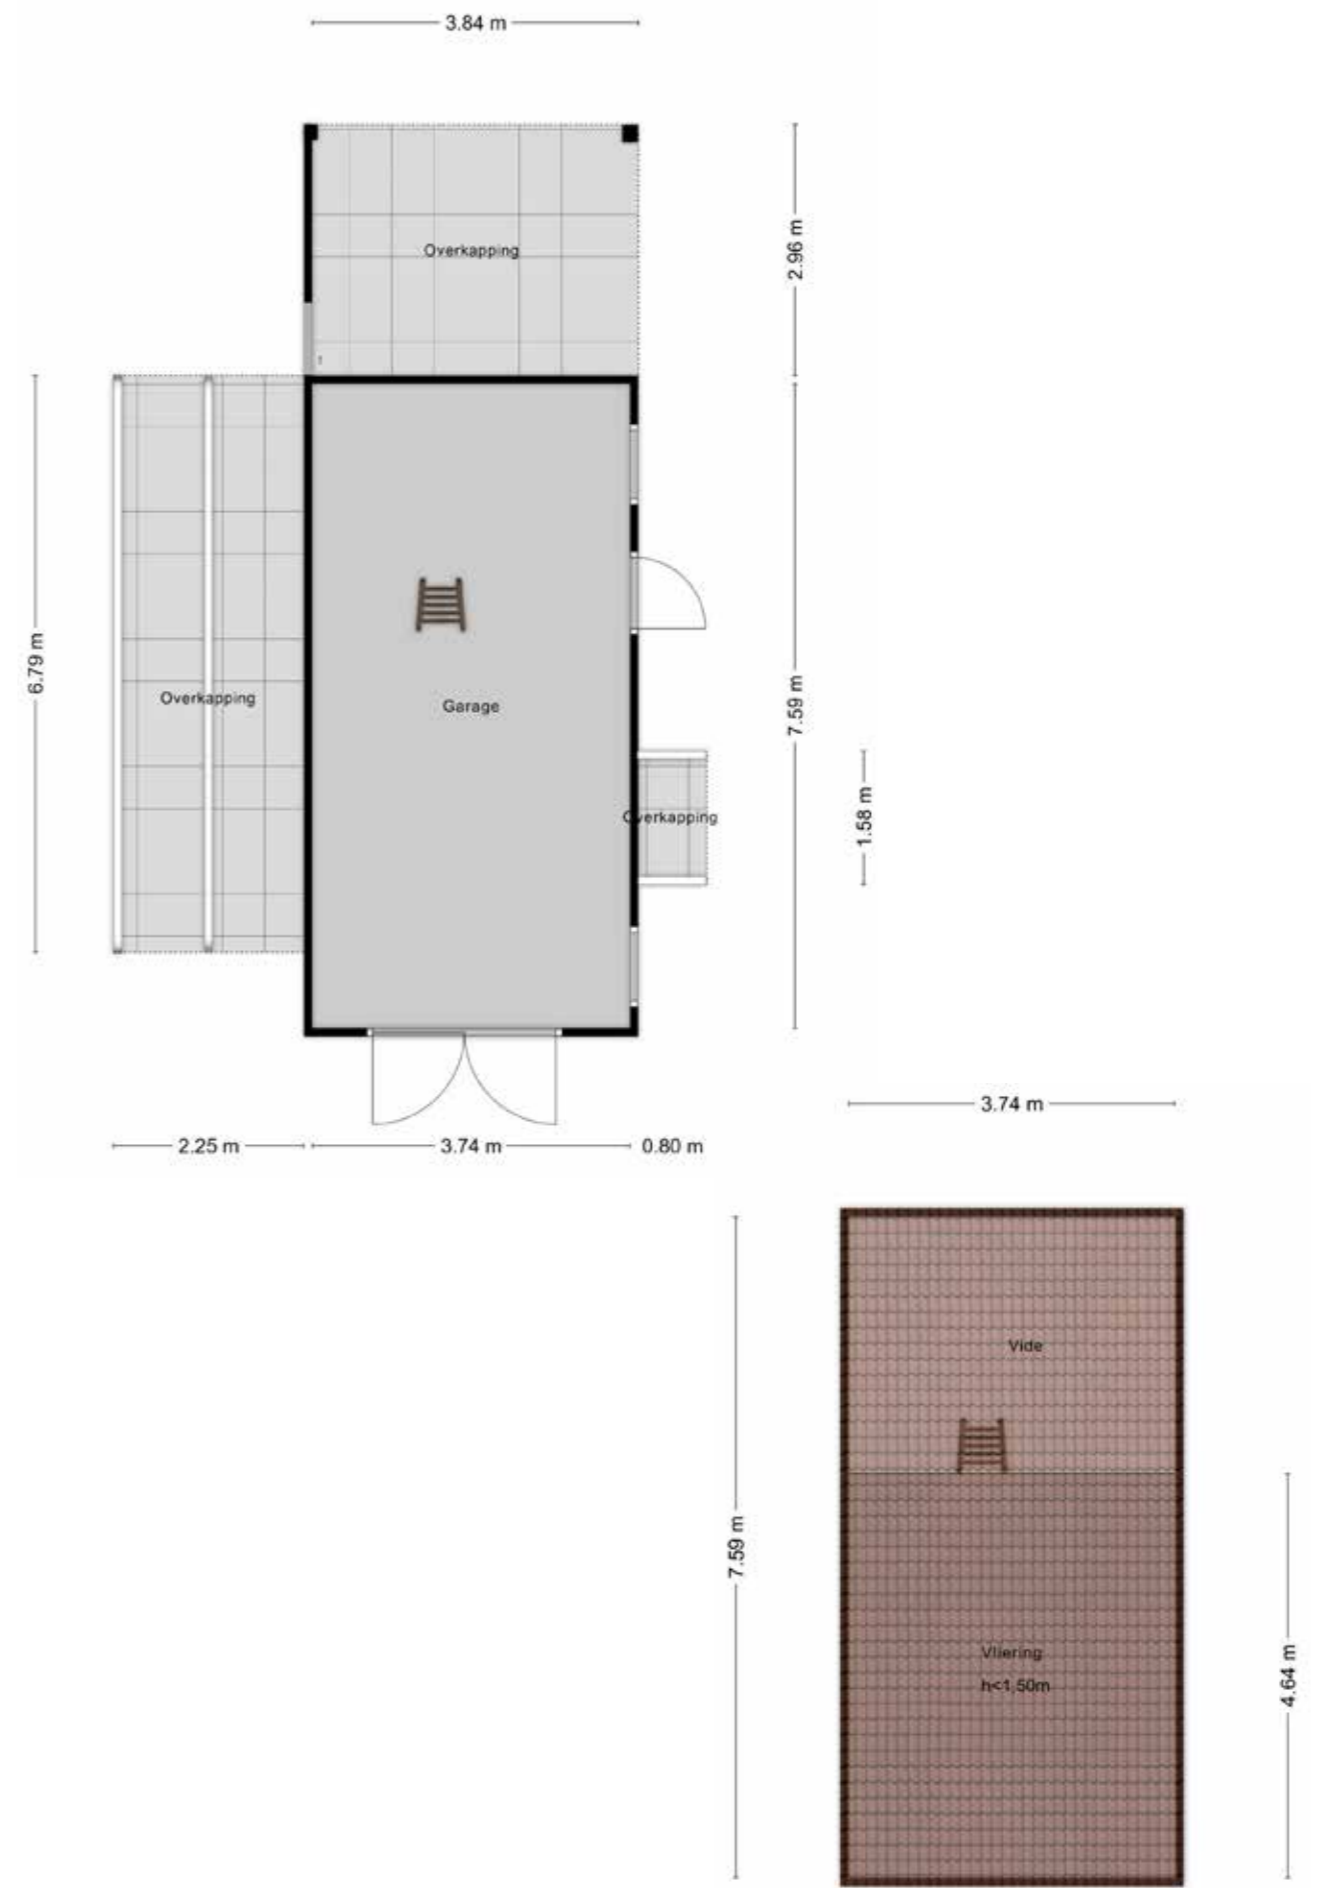 3.84 m
2.96 m
Overkapping
6.79 m
Overkapping
Garage
7.59 m
Overkapping
1.58 m
2.25 m
3.74 m
0.80 m
3.74 m
Vide
7.59 m
Vliering
h<1,50m
4.64 m